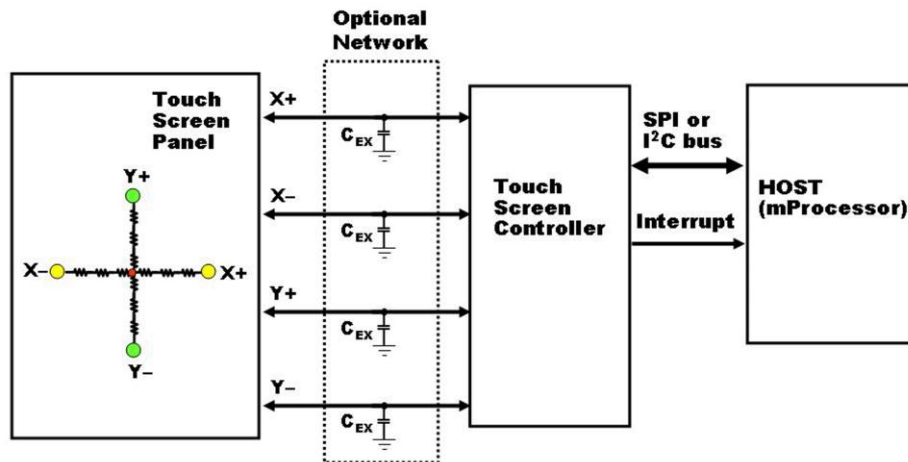 Optional
Network
Touch
Screen
Panel
Y+
X–
X+
Y–
X+
C_EX
X–
C_EX
Y+
C_EX
Y–
C_EX
Touch
Screen
Controller
SPI or
I²C bus
Interrupt
HOST
(mProcessor)